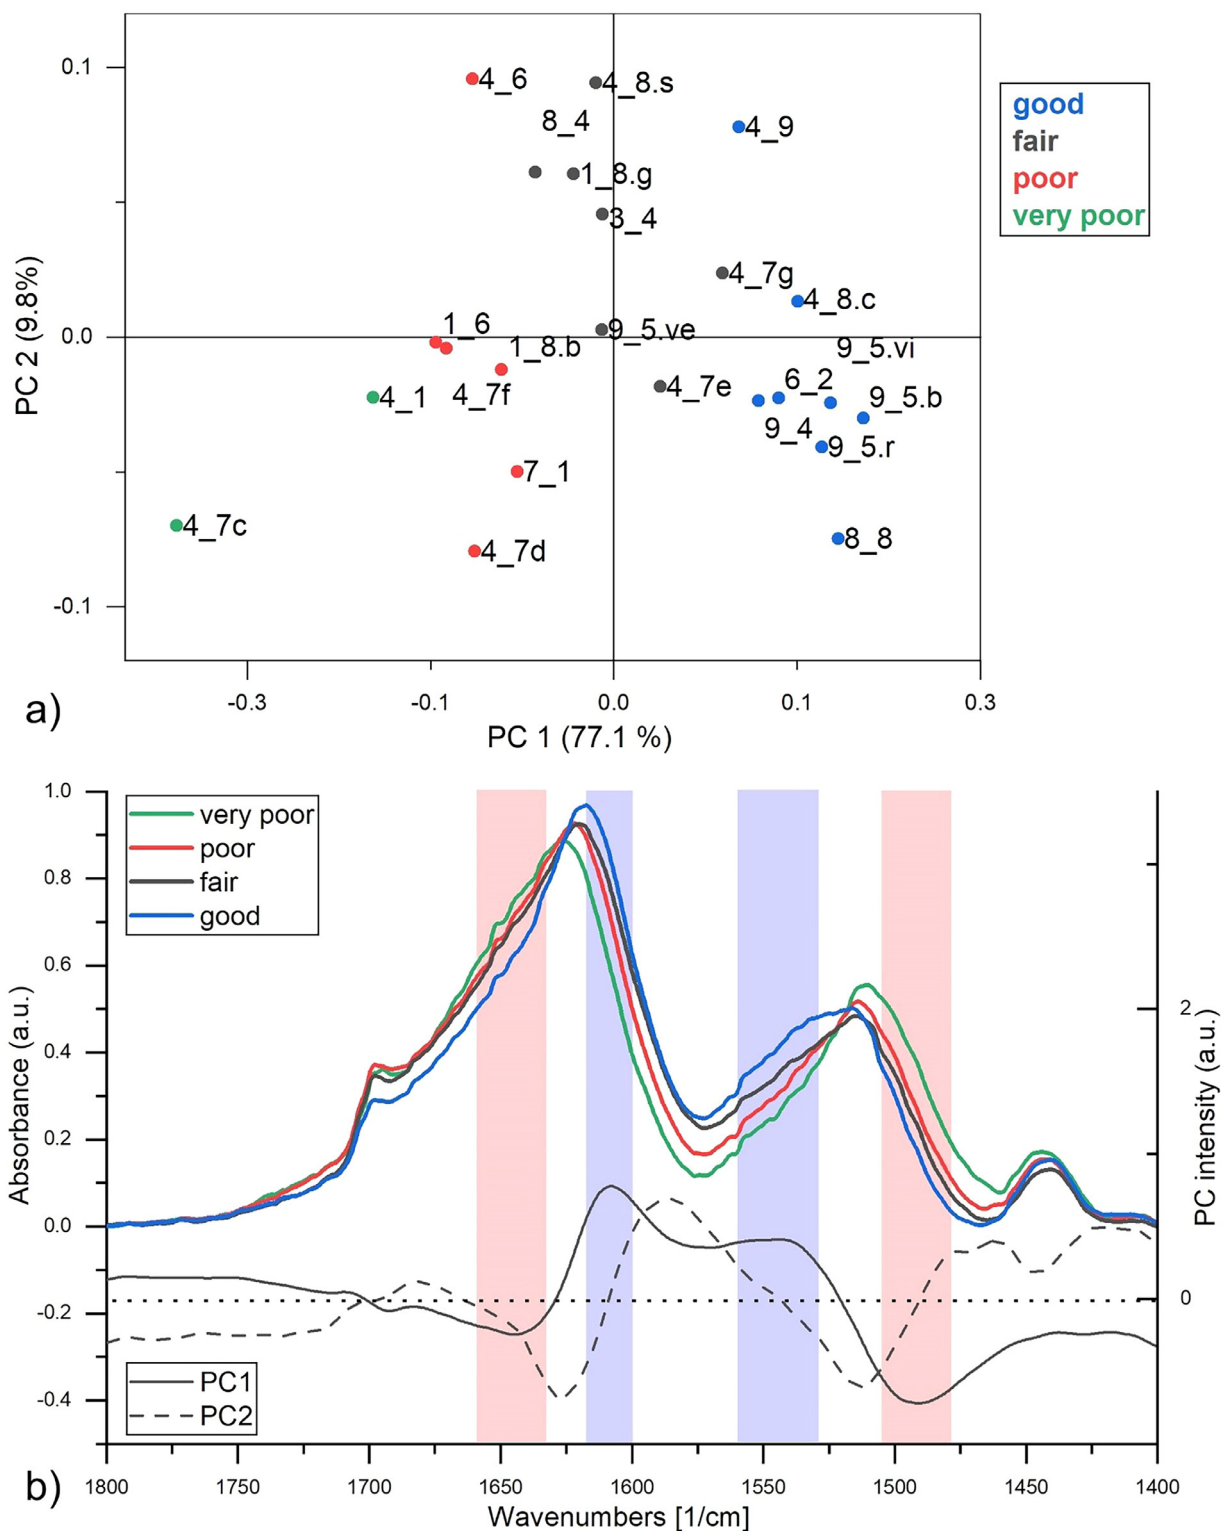 0.1
0.0
-0.1
PC 2 (9.8%)
4_6
4_8.s
8_4
4_9
1_8.g
3_4
4_7g
4_8.c
1_6
9_5.ve
1_8.b
9_5.vi
4_1
4_7f
4_7e
6_2
9_5.b
9_4
9_5.r
7_1
4_7c
4_7d
8_8
good
fair
poor
very poor
-0.3
-0.1
0.0
0.1
0.3
PC 1 (77.1 %)
a)
1.0
0.8
0.6
0.4
0.2
0.0
-0.2
-0.4
Absorbance (a.u.)
very poor
poor
fair
good
PC1
PC2
2
0
PC intensity (a.u.)
1800
1750
1700
1650
1600
1550
1500
1450
1400
Wavenumbers [1/cm]
b)